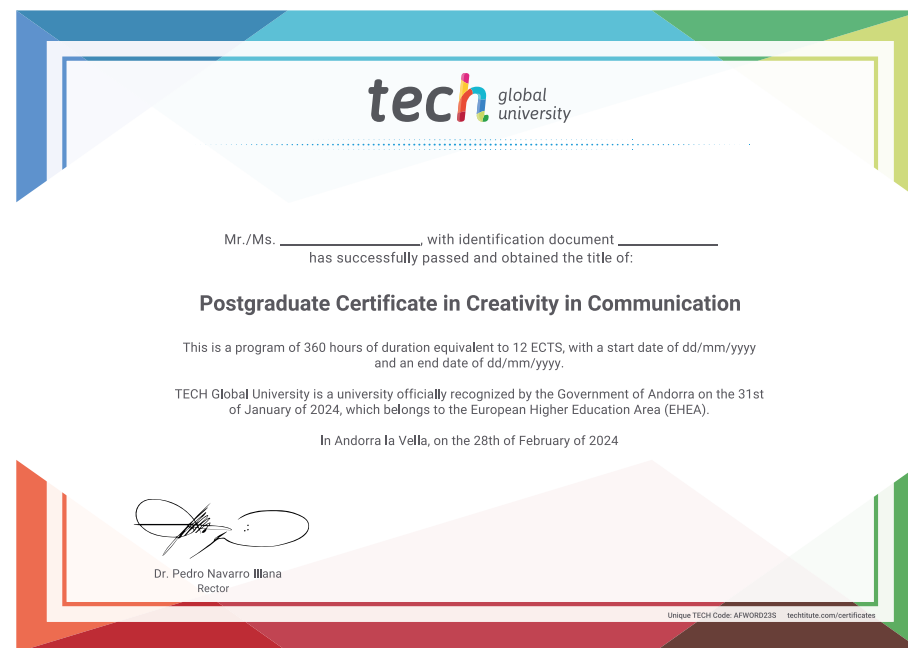 tech global
university
Mr./Ms. ____________________, with identification document ______________
has successfully passed and obtained the title of:
Postgraduate Certificate in Creativity in Communication
This is a program of 360 hours of duration equivalent to 12 ECTS, with a start date of dd/mm/yyyy
and an end date of dd/mm/yyyy.
TECH Global University is a university officially recognized by the Government of Andorra on the 31st
of January of 2024, which belongs to the European Higher Education Area (EHEA).
In Andorra la Vella, on the 28th of February of 2024
Dr. Pedro Navarro Illana
Rector
Unique TECH Code: AFWORD23S techtitute.com/certificates